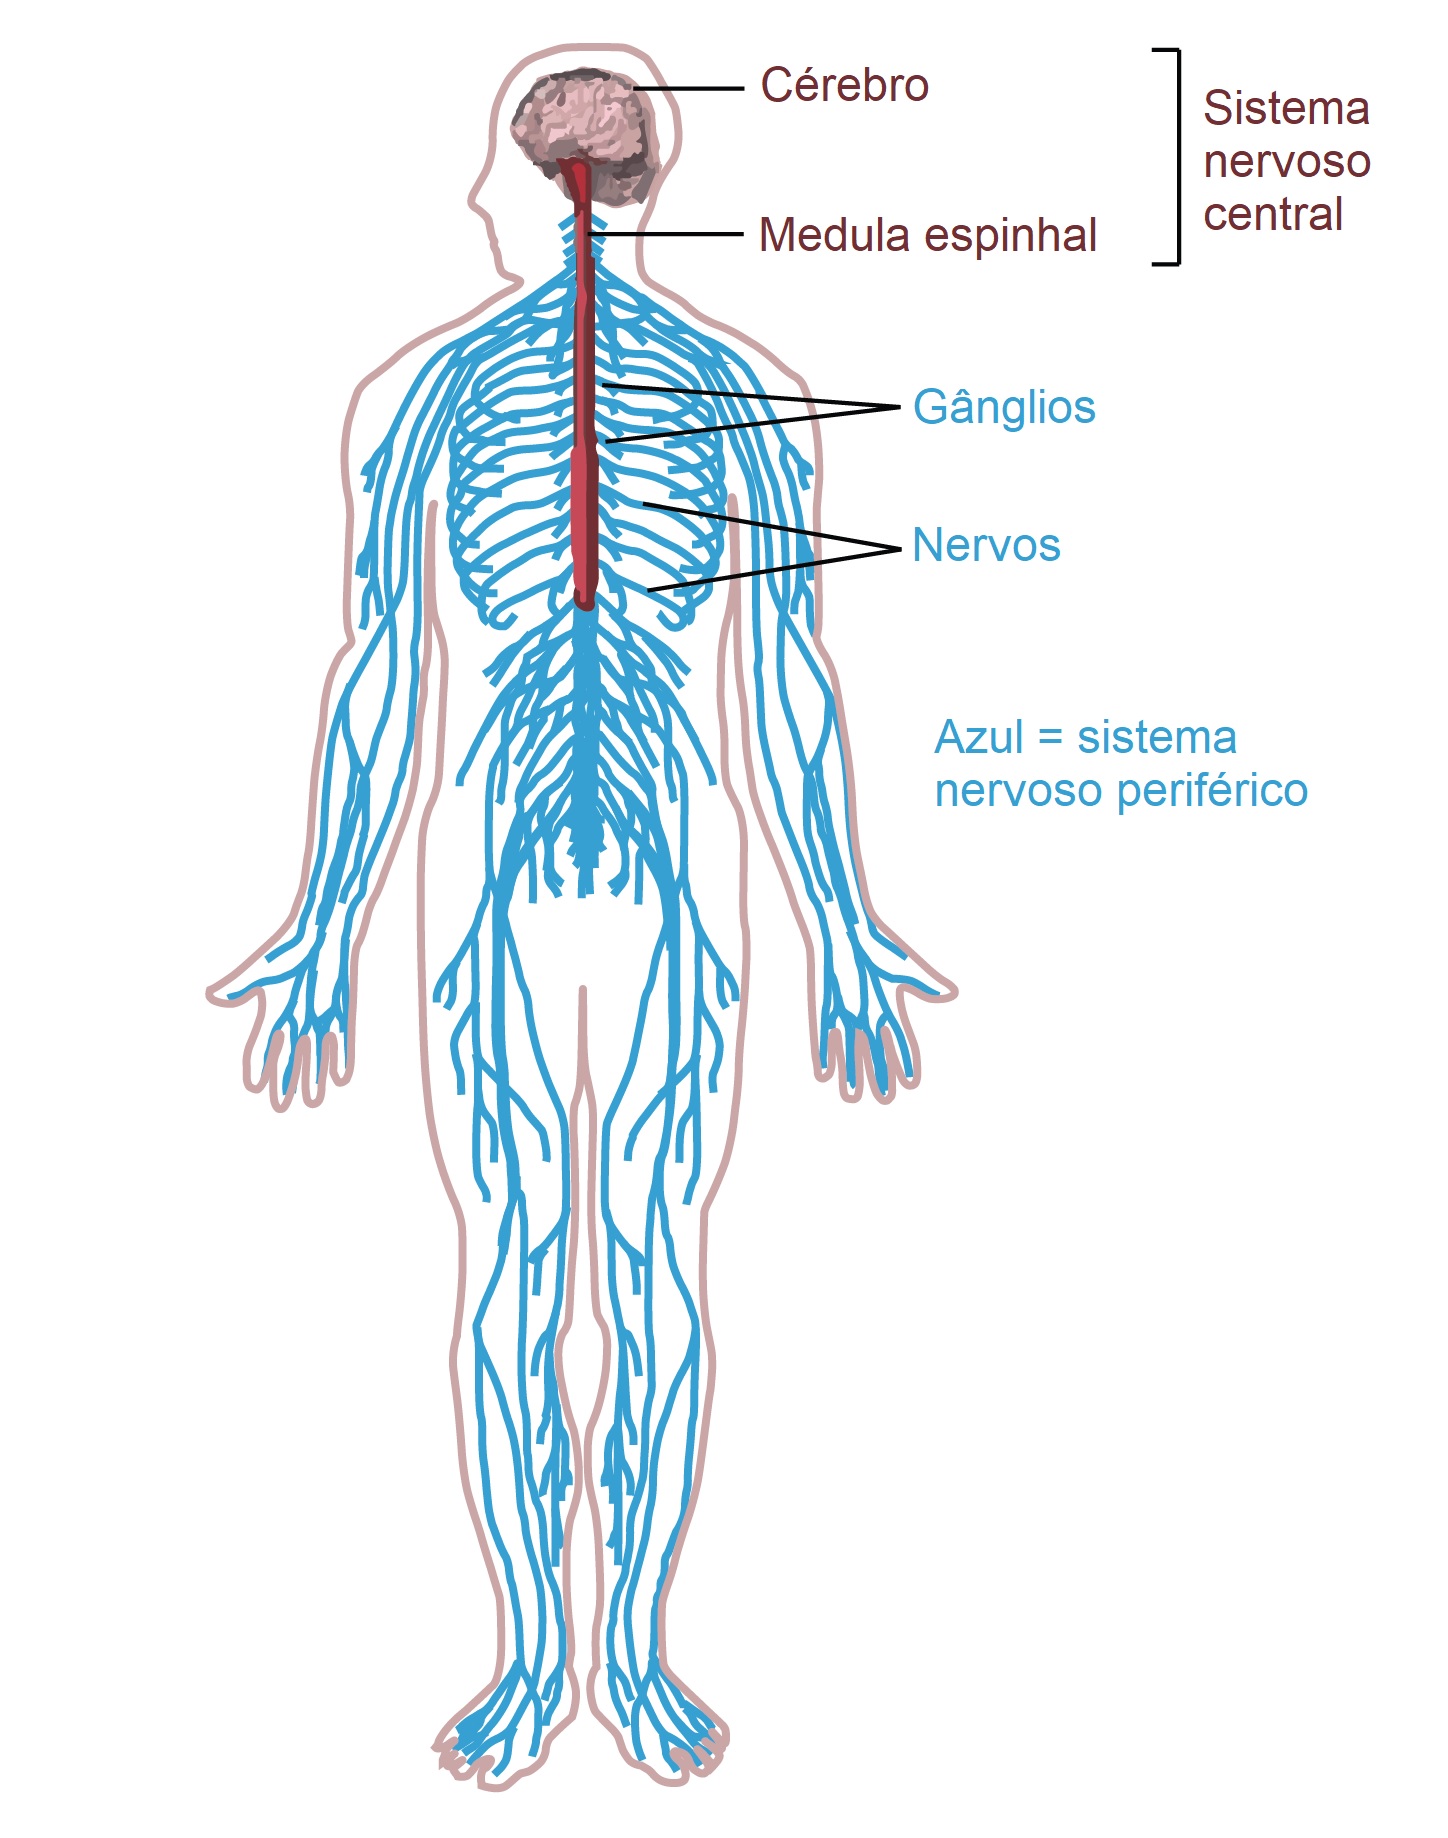 Cérebro
Medula espinhal
Sistema
nervoso
central
Gânglios
Nervos
Azul = sistema
nervoso periférico